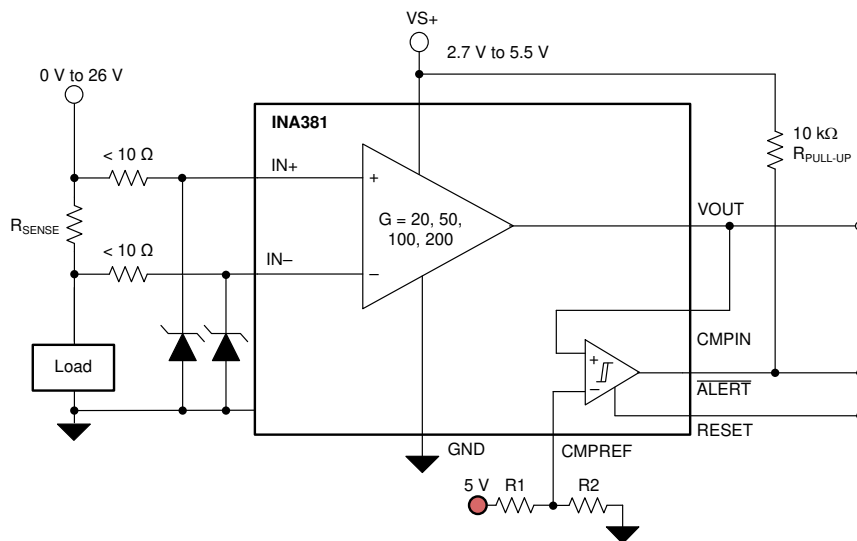 VS+
2.7 V to 5.5 V
0 V to 26 V
INA381
10 kΩ
RPULL-UP
< 10 Ω
IN+
+
G = 20, 50,
100, 200
VOUT
RSENSE
< 10 Ω
IN–
–
CMPIN
Load
+
–
ALERT
RESET
GND
CMPREF
5 V
R1
R2